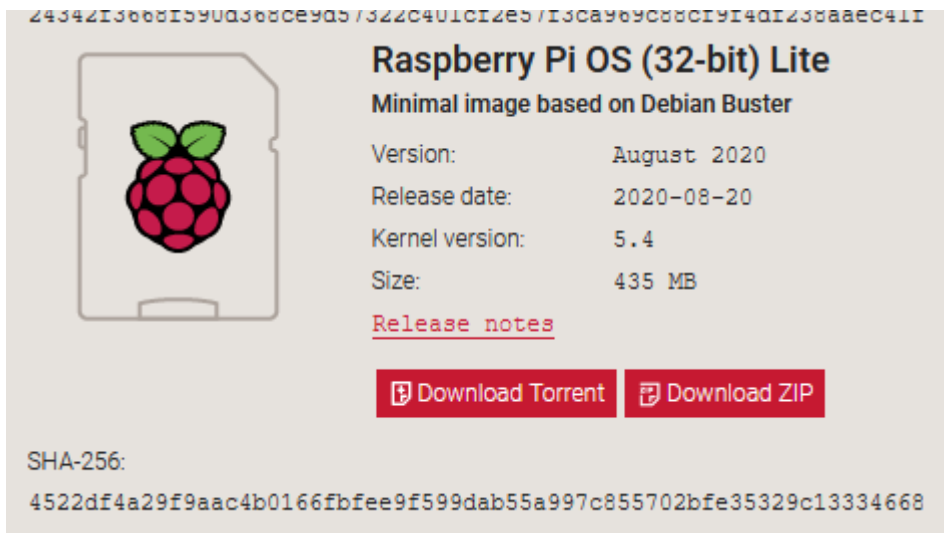 24342f3668f590d368ce9d57322c401cf2e57f3ca969c88cf9f4df238aaec41f
Raspberry Pi OS (32-bit) Lite
Minimal image based on Debian Buster
Version: August 2020
Release date: 2020-08-20
Kernel version: 5.4
Size: 435 MB
Release notes
Download Torrent Download ZIP
SHA-256:
4522df4a29f9aac4b0166fbfee9f599dab55a997c855702bfe35329c13334668